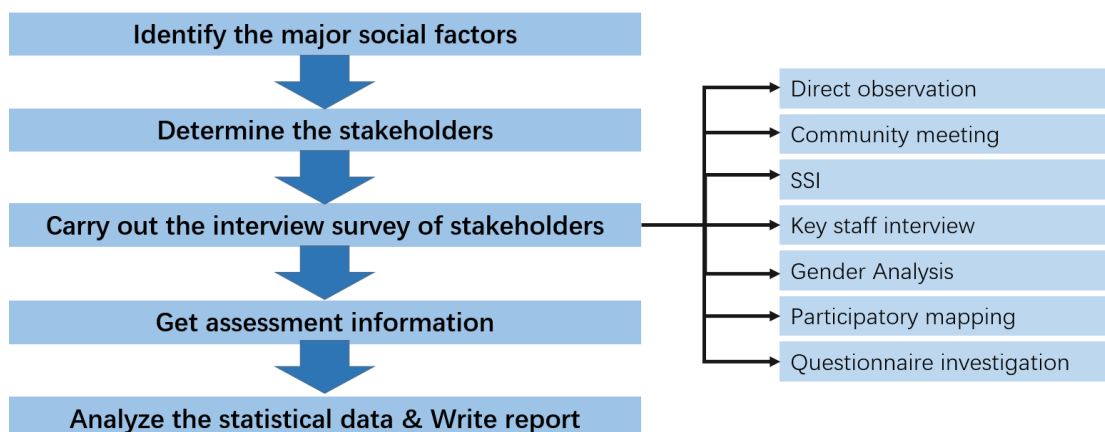 Identify the major social factors
Determine the stakeholders
Carry out the interview survey of stakeholders
Get assessment information
Analyze the statistical data & Write report
Direct observation
Community meeting
SSI
Key staff interview
Gender Analysis
Participatory mapping
Questionnaire investigation